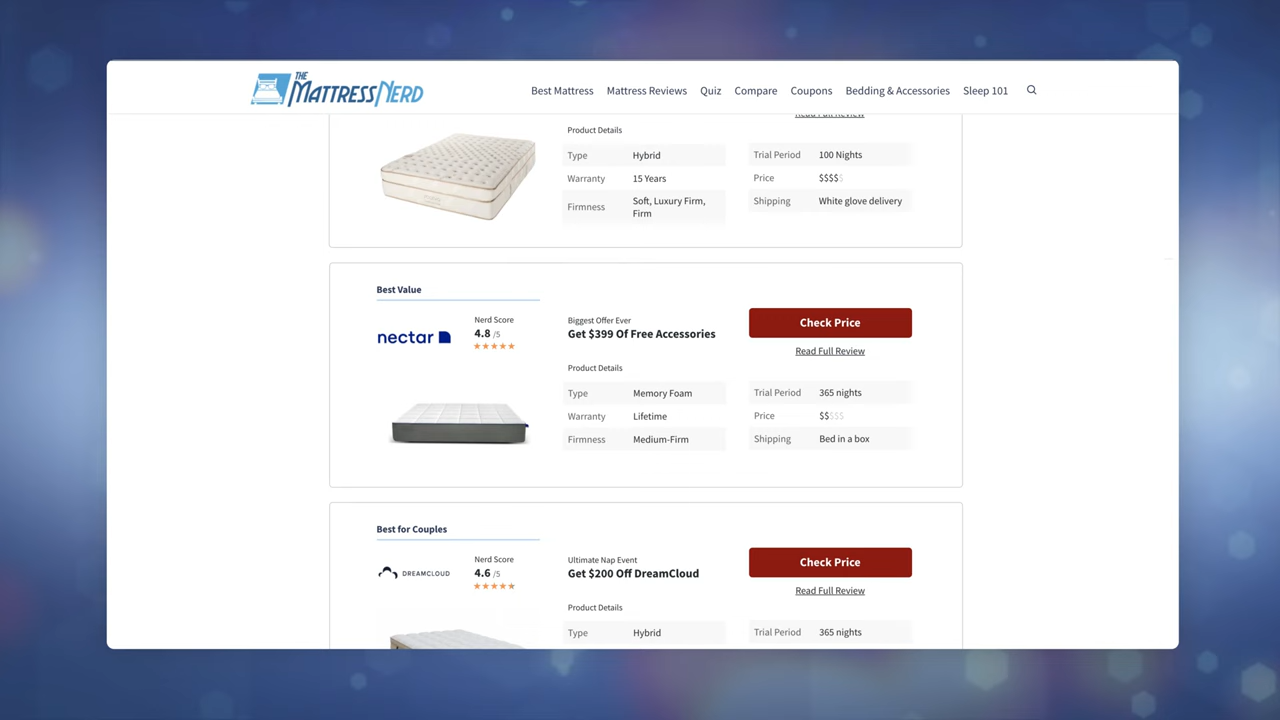 THE
MATTRESS NERD
Best Mattress Mattress Reviews Quiz Compare Coupons Bedding & Accessories Sleep 101
Read Full Review
Product Details
Type Hybrid Trial Period 100 Nights
Warranty 15 Years Price $$$$$
Firmness Soft, Luxury Firm, Shipping White glove delivery
Firm
Best Value
Nerd Score Biggest Offer Ever
nectar 4.8 /5 Get $399 Of Free Accessories Check Price
Read Full Review
Product Details
Type Memory Foam Trial Period 365 nights
Warranty Lifetime Price $$$$$
Firmness Medium-Firm Shipping Bed in a box
Best for Couples
Nerd Score Ultimate Nap Event
DREAMCLOUD 4.6 /5 Get $200 Off DreamCloud Check Price
Read Full Review
Product Details
Type Hybrid Trial Period 365 nights